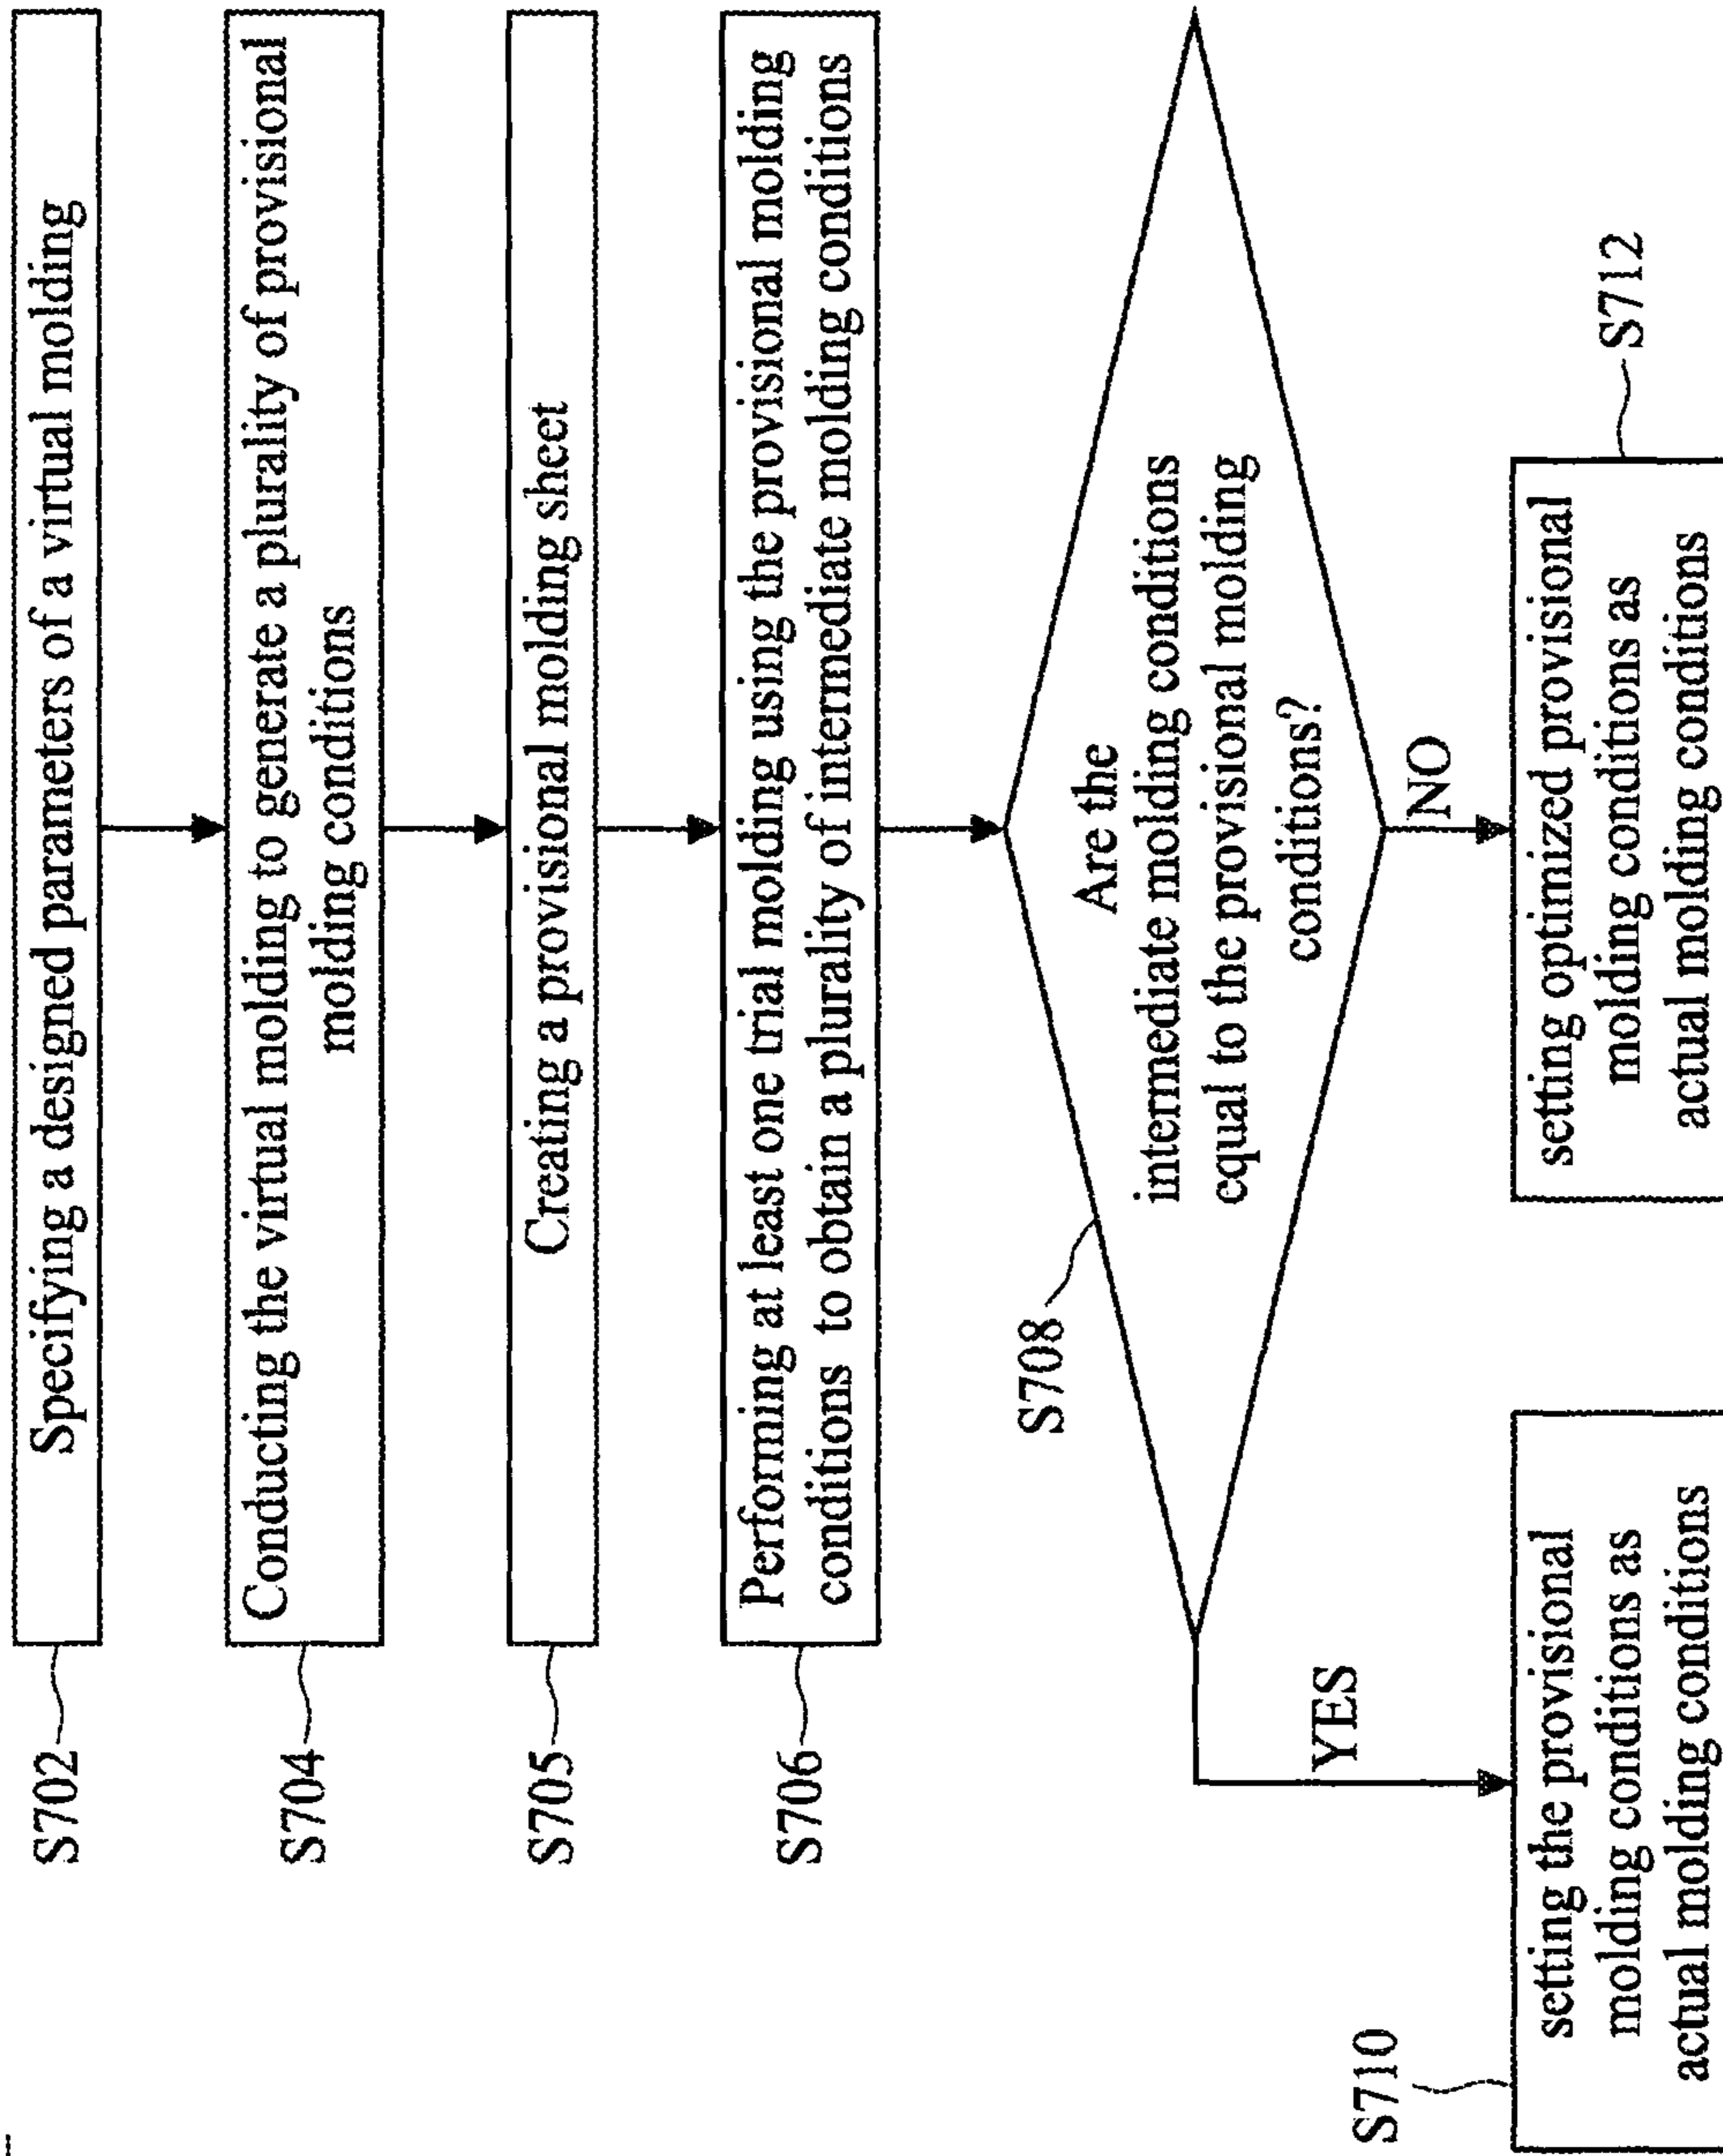 S702
Specifying a designed parameters of a virtual molding
S704
Conducting the virtual molding to generate a plurality of provisional
molding conditions
S705
Creating a provisional molding sheet
S706
Performing at least one trial molding using the provisional molding
conditions to obtain a plurality of intermediate molding conditions
S708
Are the
intermediate molding conditions
equal to the provisional molding
conditions?
YES
NO
S710
setting the provisional
molding conditions as
actual molding conditions
S712
setting optimized provisional
molding conditions as
actual molding conditions